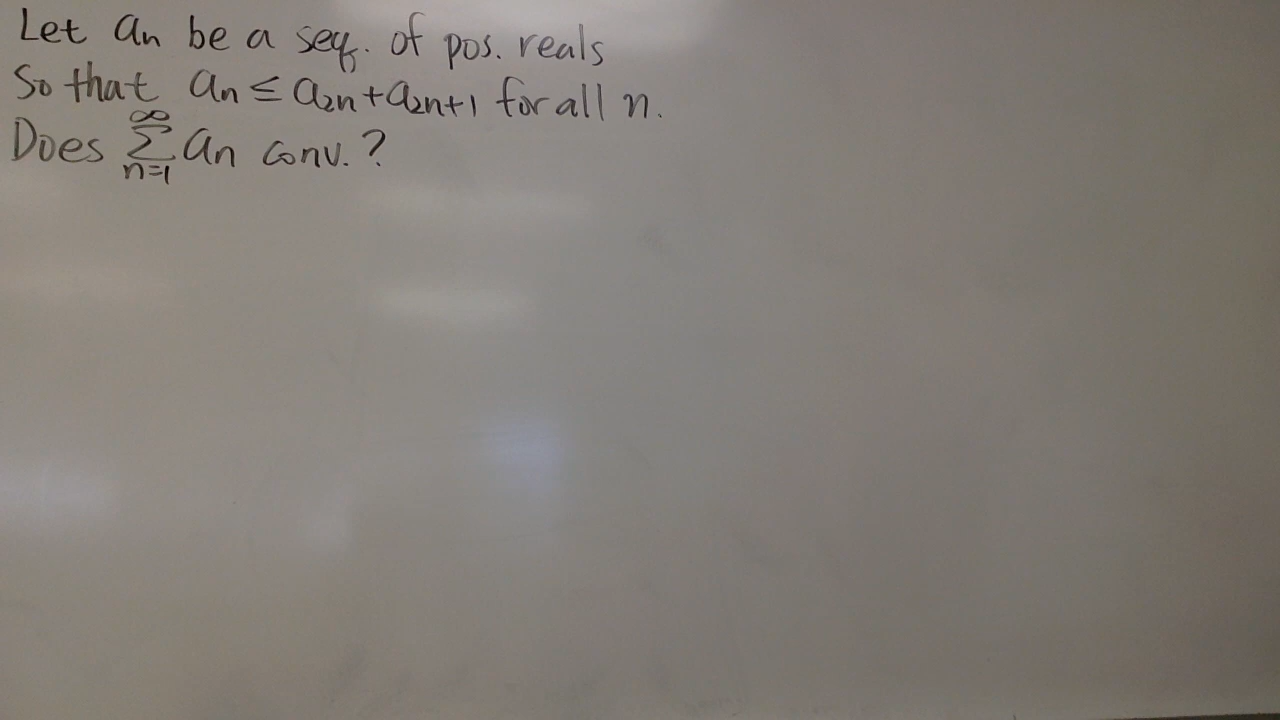 Let aₙ be a seq. of pos. reals
So that aₙ ≤ a₂ₙ+a₂ₙ₊₁ for all n.
Does ∑_{n=1}^{∞} aₙ conv. ?